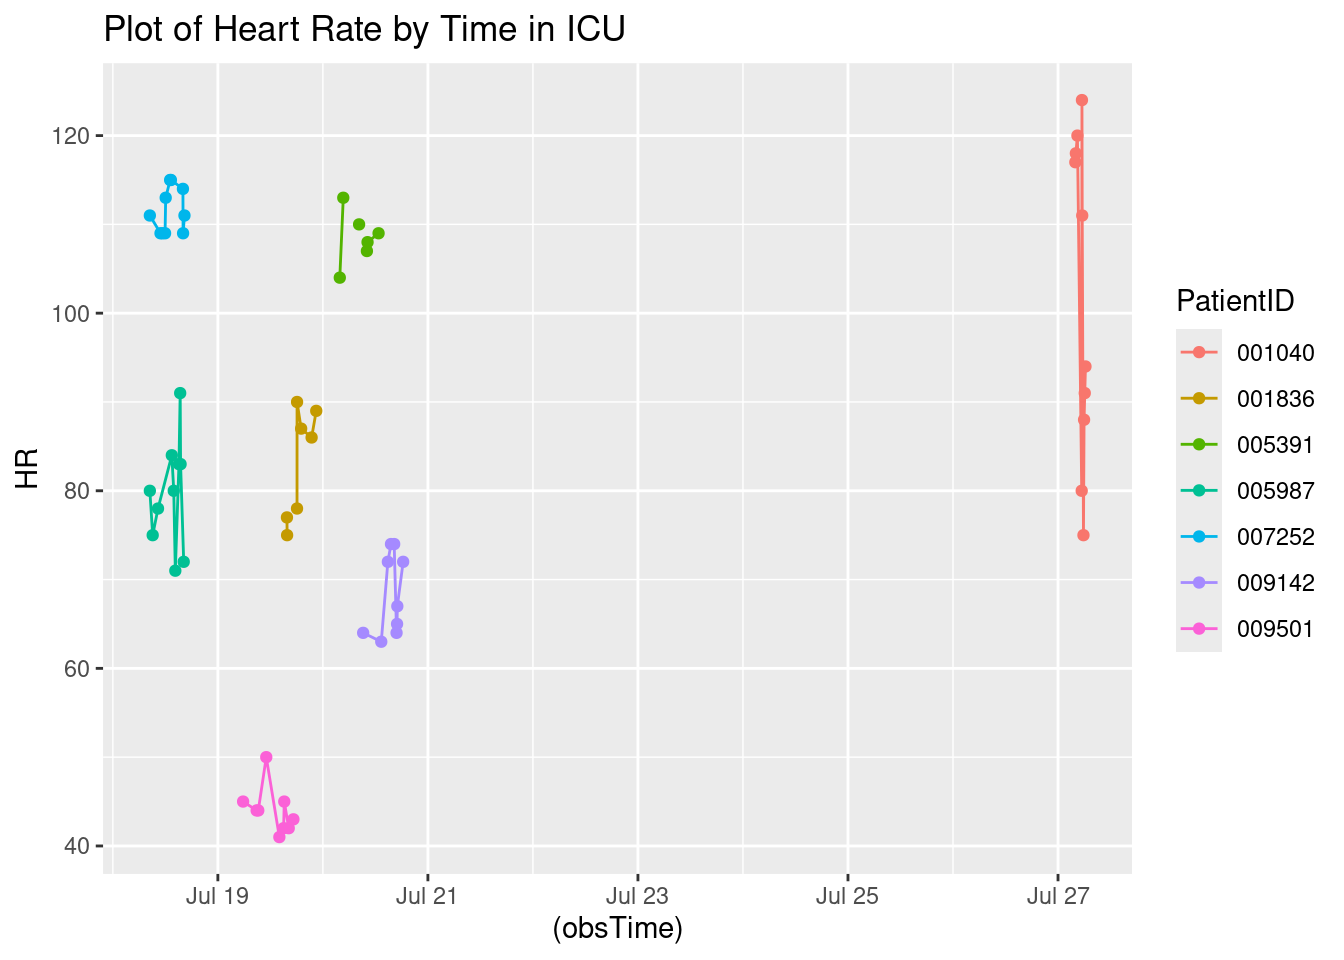 Plot of Heart Rate by Time in ICU
HR
120
100
80
60
40
Jul 19
Jul 21
Jul 23
Jul 25
Jul 27
(obsTime)
PatientID
001040
001836
005391
005987
007252
009142
009501